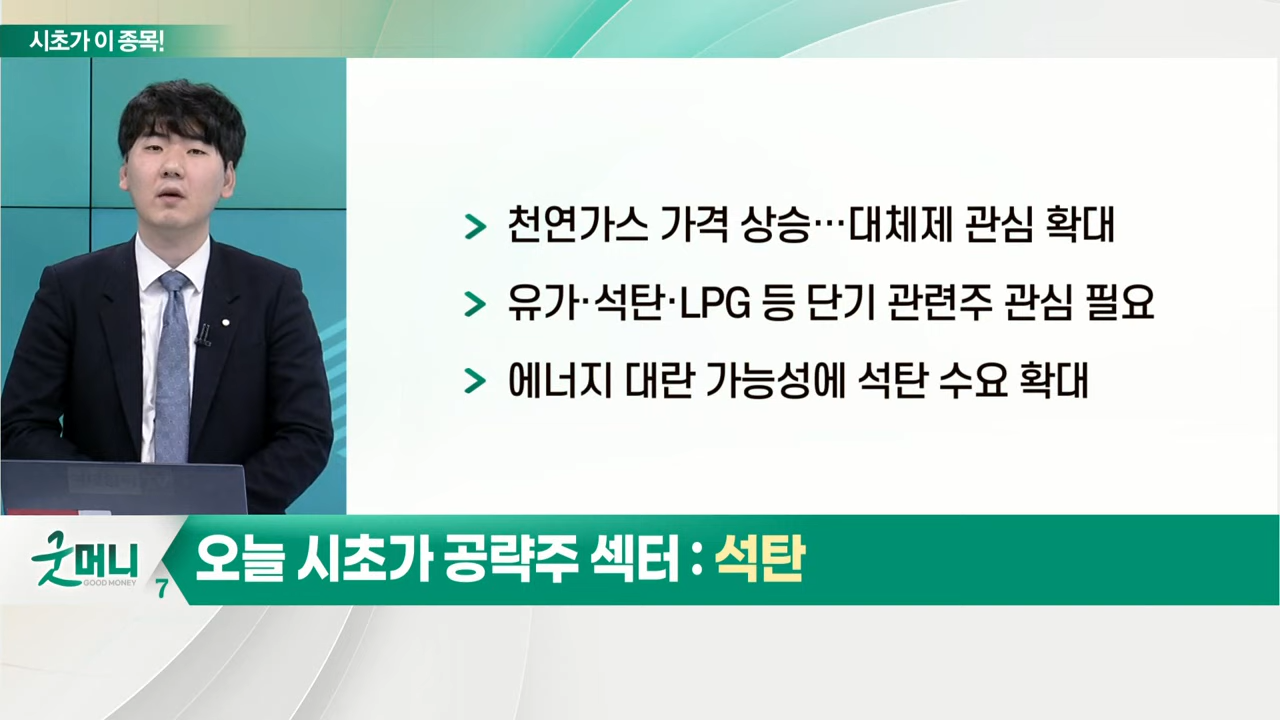 시초가 이 종목!
> 천연가스 가격 상승…대체제 관심 확대
> 유가·석탄·LPG 등 단기 관련주 관심 필요
> 에너지 대란 가능성에 석탄 수요 확대
굿머니
GOOD MONEY
7
오늘 시초가 공략주 섹터 : 석탄